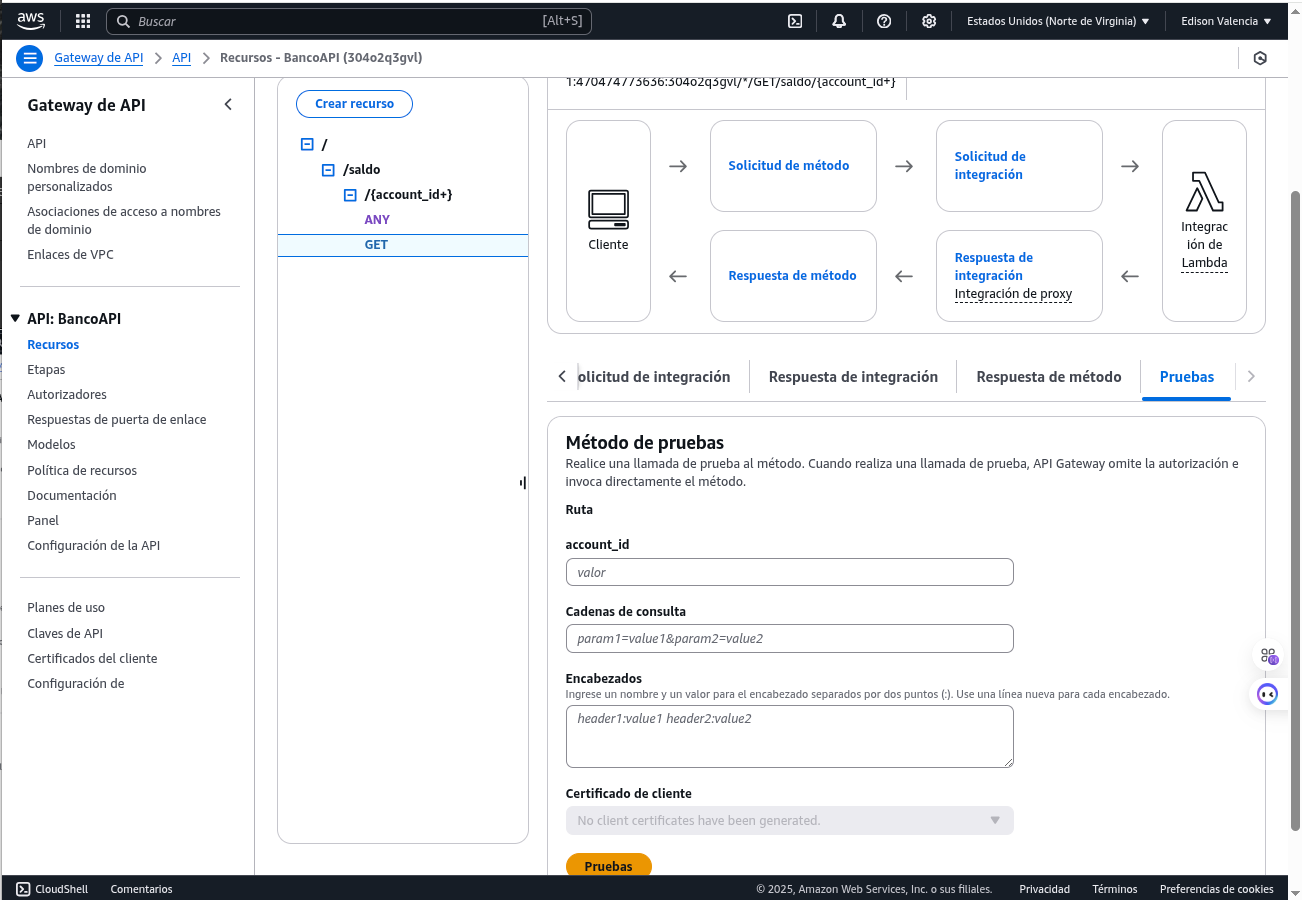 aws
Buscar
[Alt+S]
Estados Unidos (Norte de Virginia)
Edison Valencia
Gateway de API
API
Recursos - BancoAPI (304o2q3gvl)
Gateway de API
API
Nombres de dominio
personalizados
Asociaciones de acceso a nombres
de dominio
Enlaces de VPC
API: BancoAPI
Recursos
Etapas
Autorizadores
Respuestas de puerta de enlace
Modelos
Política de recursos
Documentación
Panel
Configuración de la API
Planes de uso
Claves de API
Certificados del cliente
Configuración de
Crear recurso
/
/saldo
/{account_id+}
ANY
GET
1:470474773636:304o2q3gvl/*/GET/saldo/{account_id+}
Cliente
Solicitud de método
Solicitud de
integración
Integrac
ión de
Lambda
Respuesta de método
Respuesta de
integración
Integración de proxy
olicitud de integración
Respuesta de integración
Respuesta de método
Pruebas
Método de pruebas
Realice una llamada de prueba al método. Cuando realiza una llamada de prueba, API Gateway omite la autorización e
invoca directamente el método.
Ruta
account_id
valor
Cadenas de consulta
param1=value1&param2=value2
Encabezados
Ingrese un nombre y un valor para el encabezado separados por dos puntos (:). Use una línea nueva para cada encabezado.
header1:value1 header2:value2
Certificado de cliente
No client certificates have been generated.
Pruebas
CloudShell
Comentarios
© 2025, Amazon Web Services, Inc. o sus filiales.
Privacidad
Términos
Preferencias de cookies